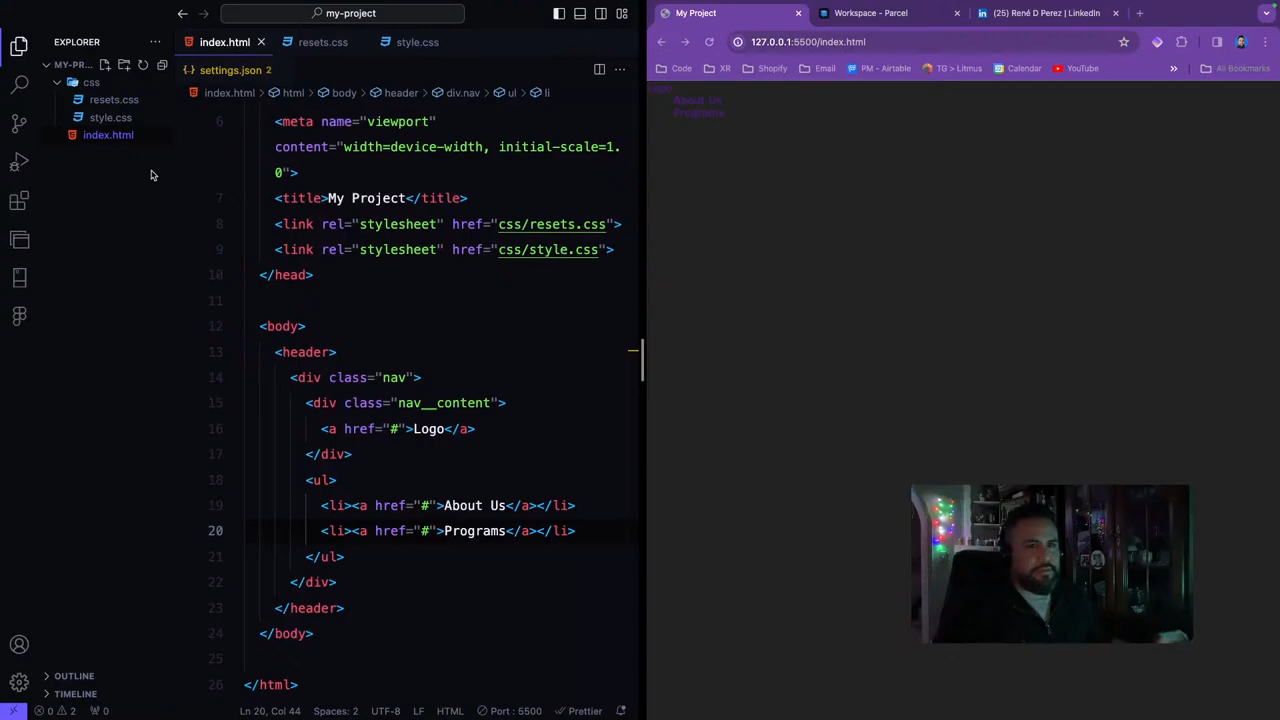 my-project
EXPLORER
MY-PR...
css
resets.css
style.css
index.html
OUTLINE
TIMELINE
index.html
resets.css
style.css
settings.json 2
index.html > html > body > header > div.nav > ul > li
6 <meta name="viewport"
content="width=device-width, initial-scale=1.
0">
7 <title>My Project</title>
8 <link rel="stylesheet" href="css/resets.css">
9 <link rel="stylesheet" href="css/style.css">
10 </head>
11
12 <body>
13 <header>
14 <div class="nav">
15 <div class="nav__content">
16 <a href="#">Logo</a>
17 </div>
18 <ul>
19 <li><a href="#">About Us</a></li>
20 <li><a href="#">Programs</a></li>
21 </ul>
22 </div>
23 </header>
24 </body>
25
26 </html>
0 2 0 Ln 20, Col 44 Spaces: 2 UTF-8 LF HTML Port : 5500 Prettier
My Project
Workspace - Parcel
(25) René D Perez | LinkedIn
127.0.0.1:5500/index.html
Code XR Shopify Email PM - Airtable TG > Litmus Calendar YouTube » All Bookmarks
Logo
About Us
Programs